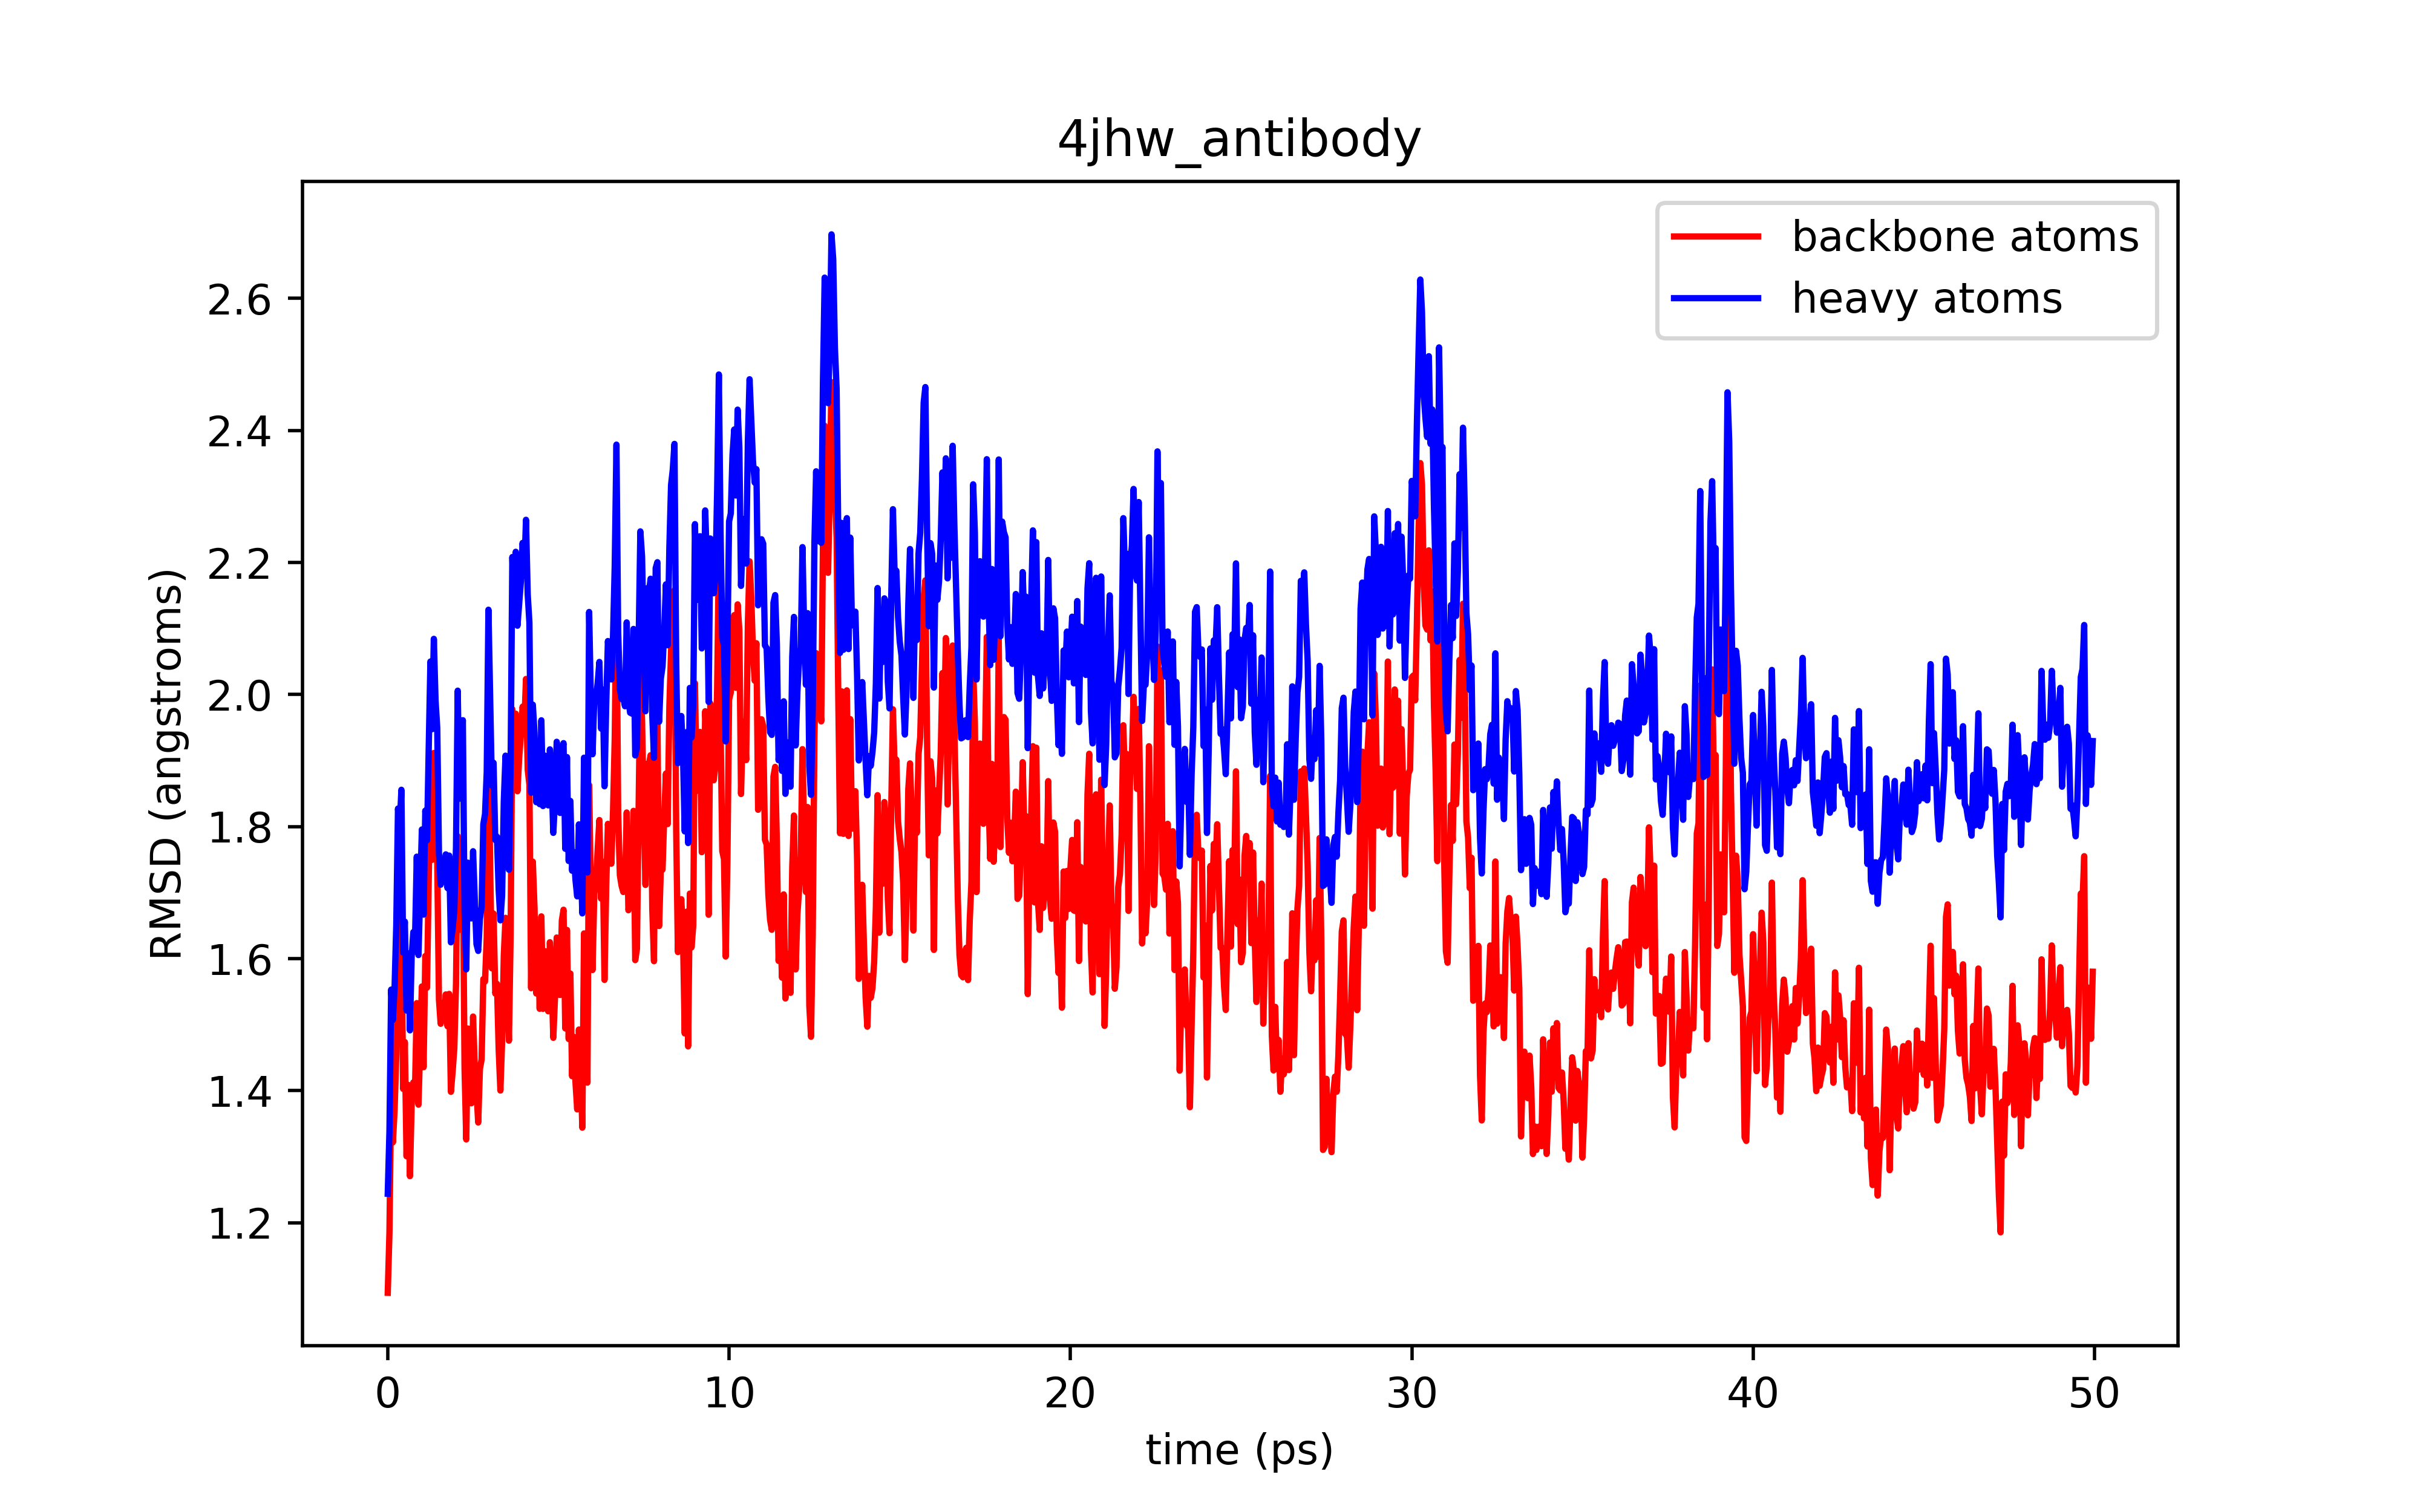 4jhw_antibody
backbone atoms
heavy atoms
RMSD (angstroms)
2.6
2.4
2.2
2.0
1.8
1.6
1.4
1.2
0 10 20 30 40 50
time (ps)